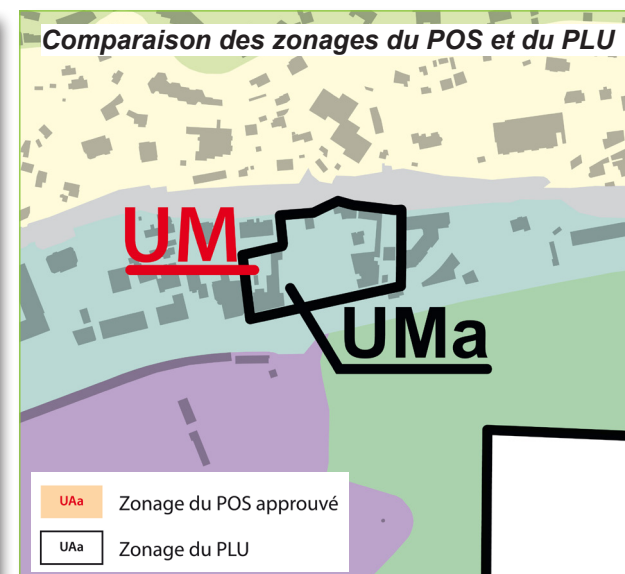 Comparaison des zonages du POS et du PLU
UM
UMa
UAa Zonage du POS approuvé
UAa Zonage du PLU